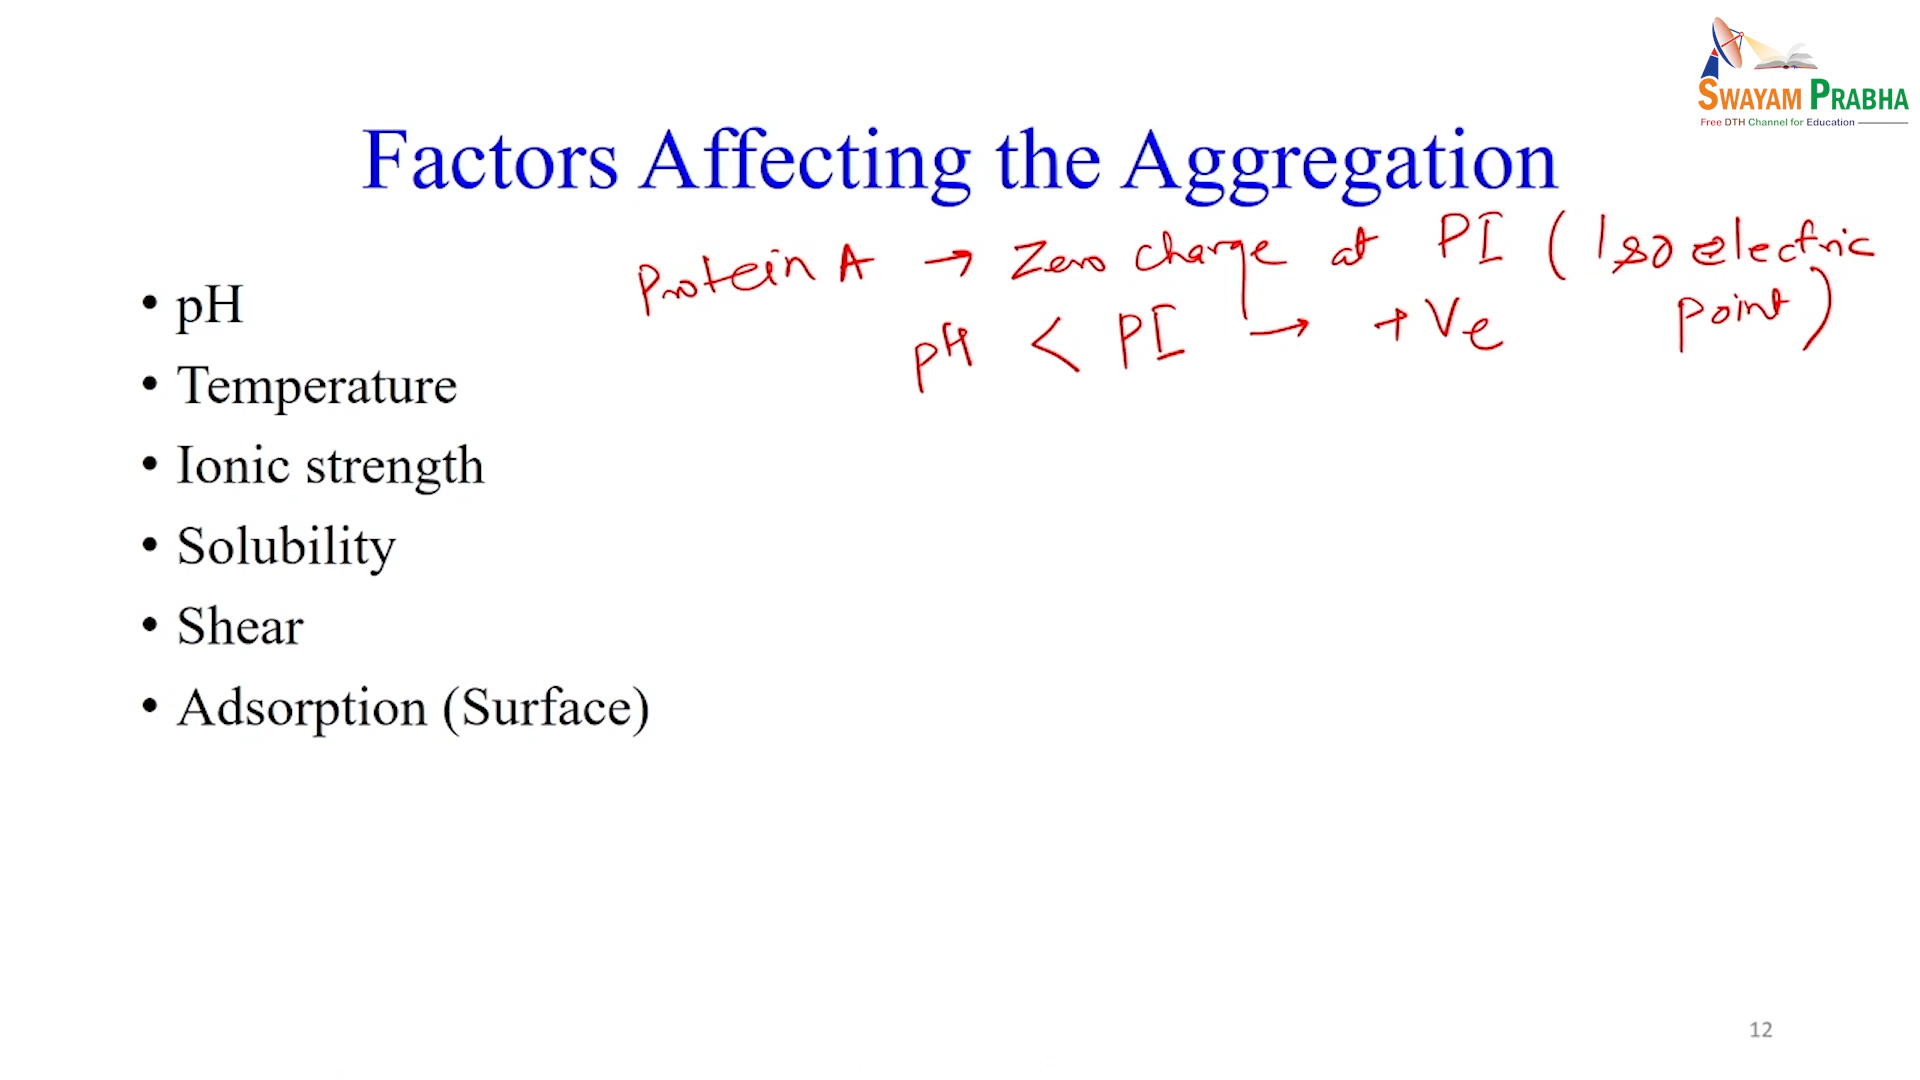 SWAYAM PRABHA
Free DTH Channel for Education
Factors Affecting the Aggregation
Protein A → Zero charge at PI (Isoelectric
point)
pH < PI → +Ve
• pH
• Temperature
• Ionic strength
• Solubility
• Shear
• Adsorption (Surface)
12